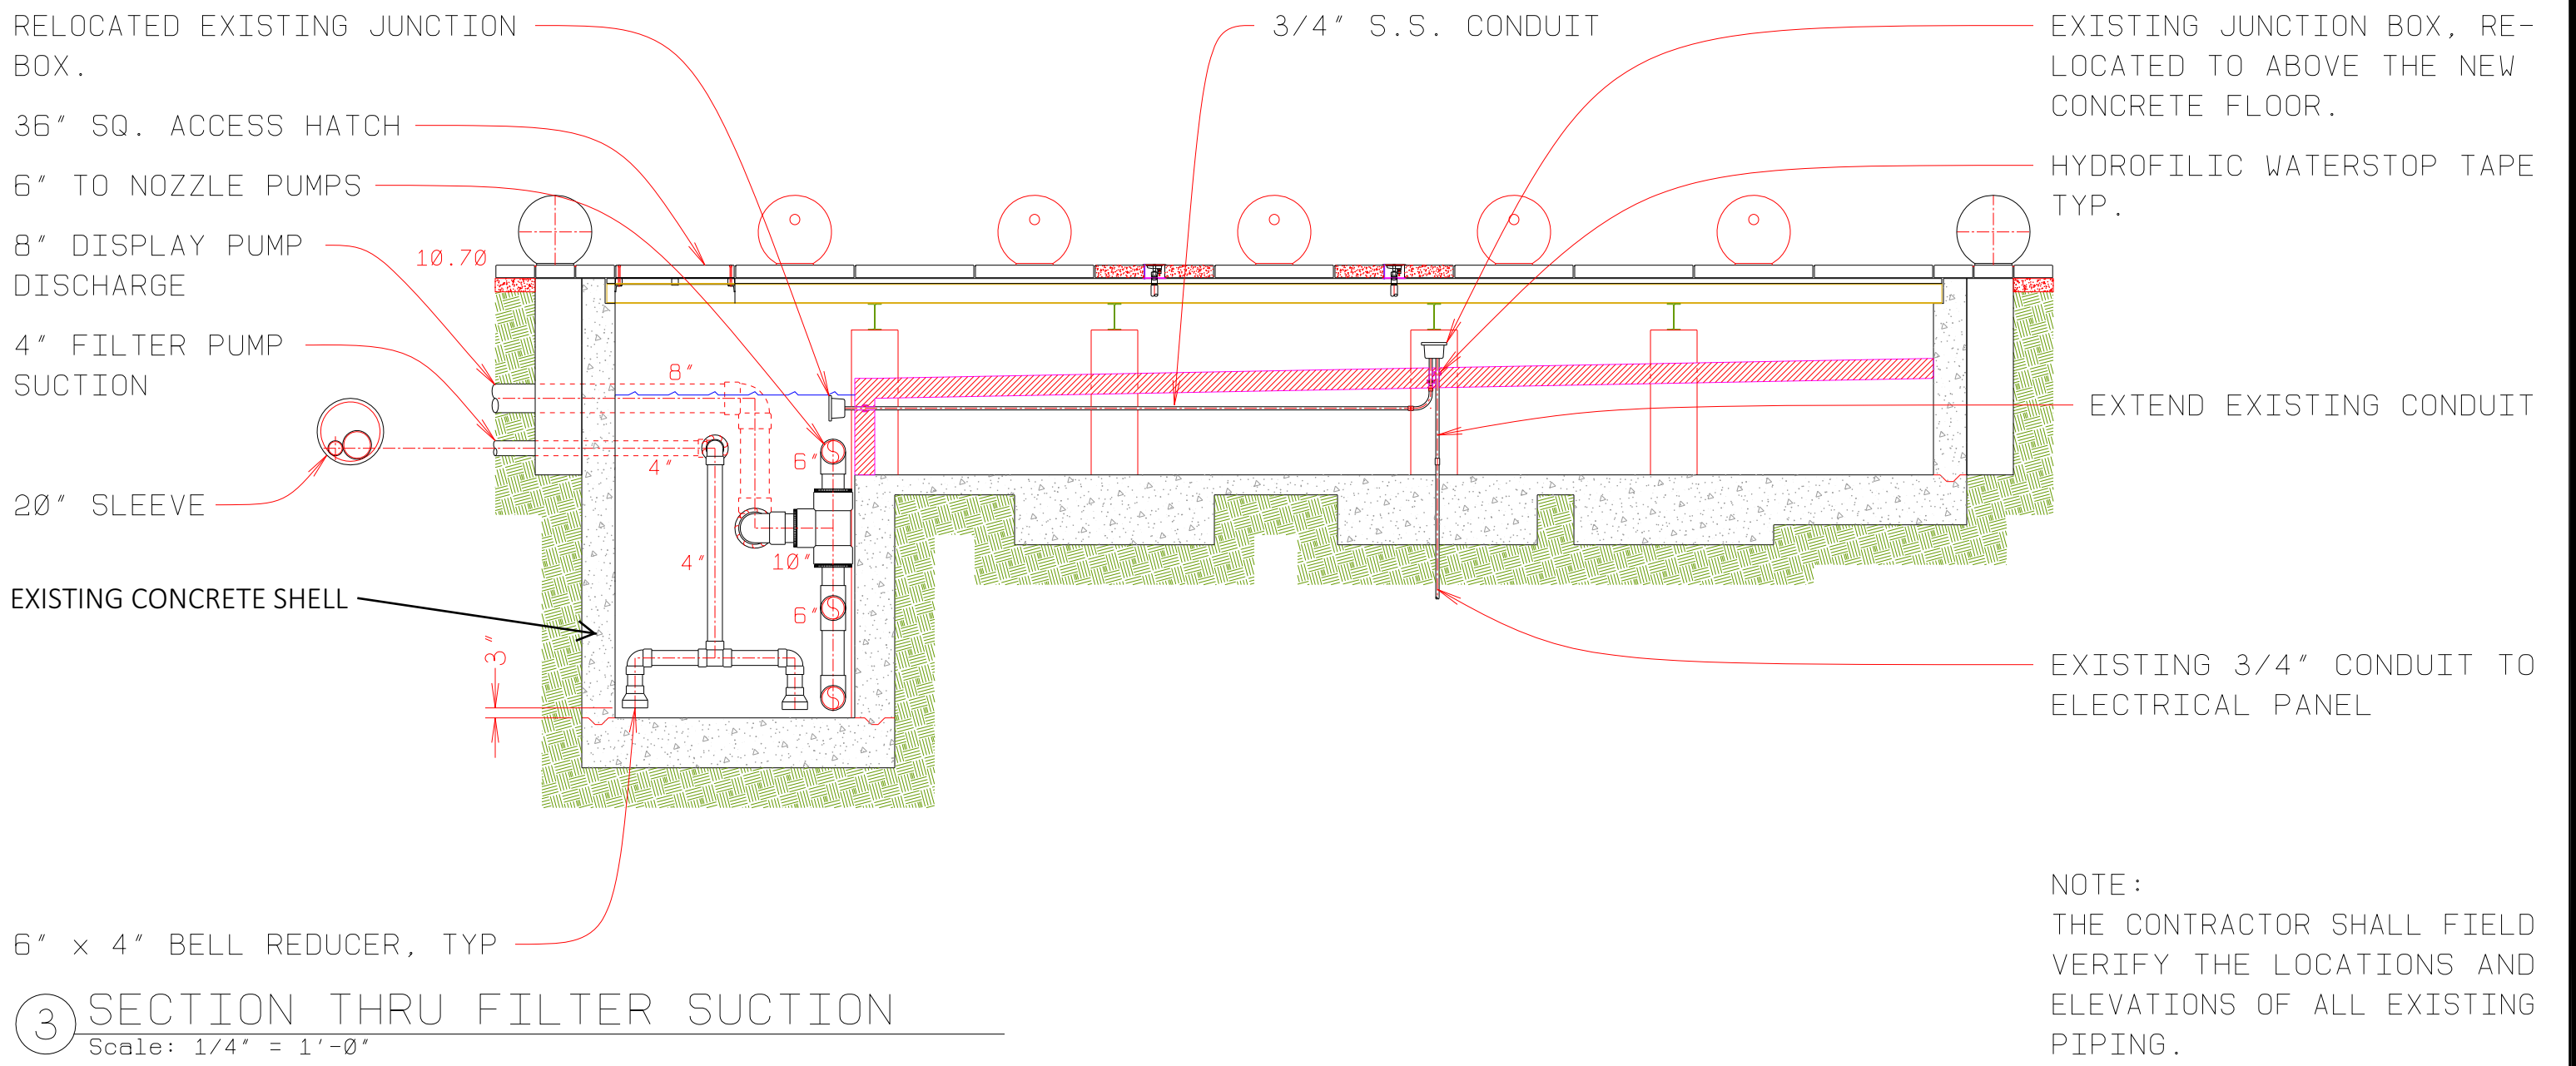 RELOCATED EXISTING JUNCTION
BOX.
36" SQ. ACCESS HATCH
6" TO NOZZLE PUMPS
8" DISPLAY PUMP
DISCHARGE
4" FILTER PUMP
SUCTION
20" SLEEVE
EXISTING CONCRETE SHELL
6" x 4" BELL REDUCER, TYP
3/4" S.S. CONDUIT
10.70
8"
4"
6"
4"
10"
6"
3"
EXISTING JUNCTION BOX, RE-
LOCATED TO ABOVE THE NEW
CONCRETE FLOOR.
HYDROFILIC WATERSTOP TAPE
TYP.
EXTEND EXISTING CONDUIT
EXISTING 3/4" CONDUIT TO
ELECTRICAL PANEL
NOTE:
THE CONTRACTOR SHALL FIELD
VERIFY THE LOCATIONS AND
ELEVATIONS OF ALL EXISTING
PIPING.
3 SECTION THRU FILTER SUCTION
Scale: 1/4" = 1'-0"